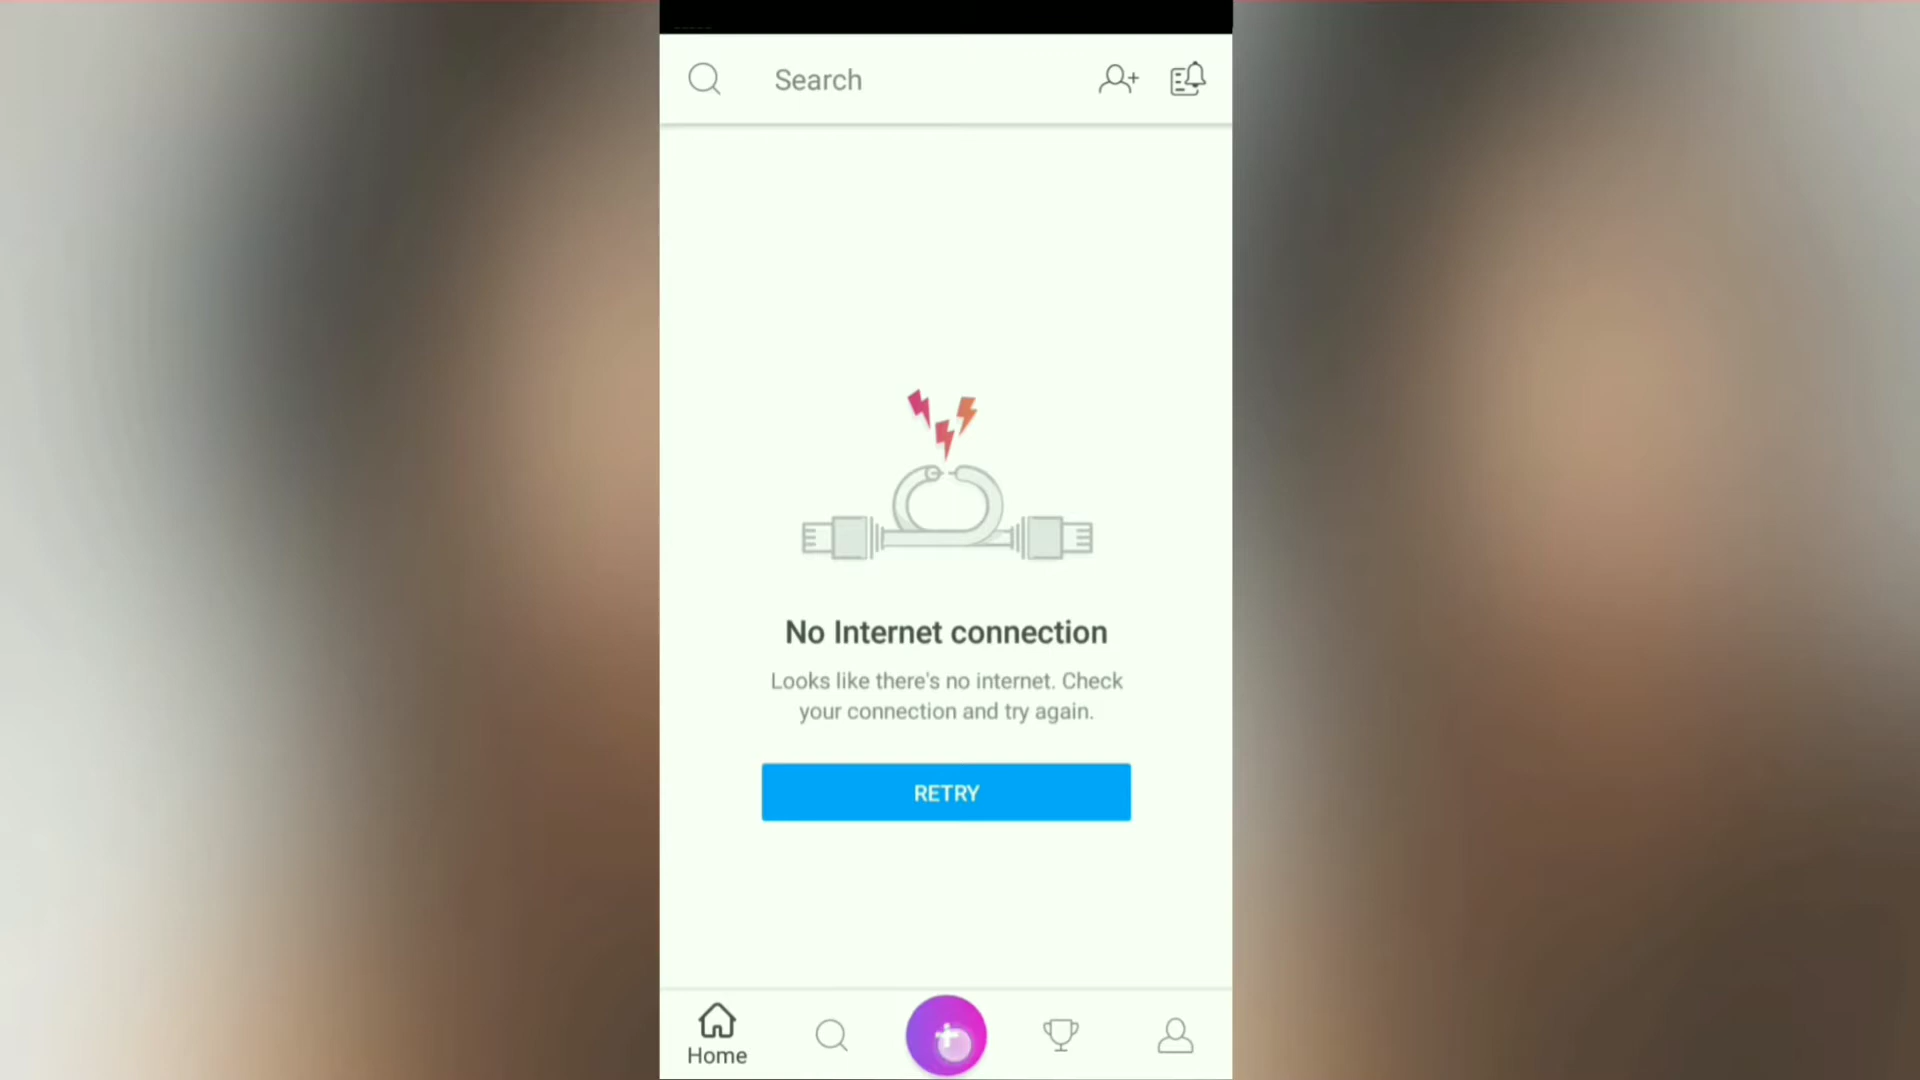 Search
No Internet connection
Looks like there's no internet. Check
your connection and try again.
RETRY
Home